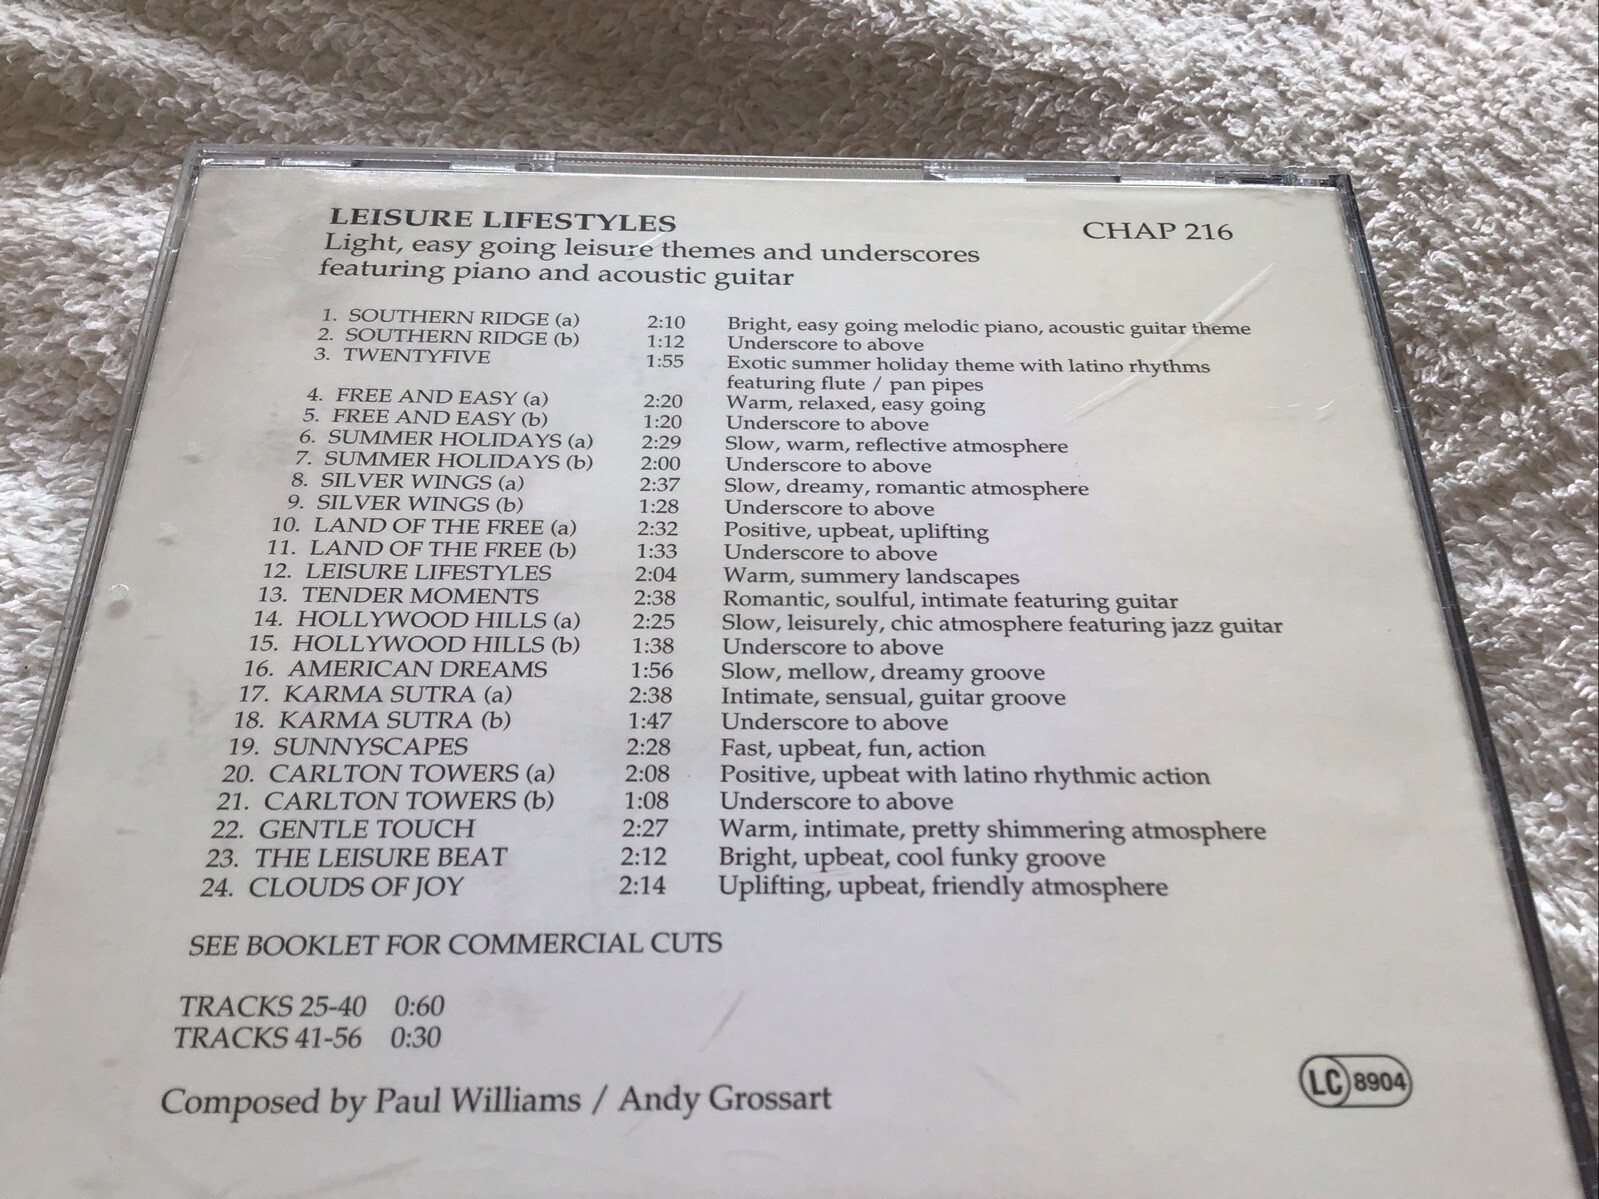 LEISURE LIFESTYLES CHAP 216
Light, easy going leisure themes and underscores
featuring piano and acoustic guitar
1. SOUTHERN RIDGE (a) 2:10 Bright, easy going melodic piano, acoustic guitar theme
2. SOUTHERN RIDGE (b) 1:12 Underscore to above
3. TWENTYFIVE 1:55 Exotic summer holiday theme with latino rhythms
featuring flute / pan pipes
4. FREE AND EASY (a) 2:20 Warm, relaxed, easy going
5. FREE AND EASY (b) 1:20 Underscore to above
6. SUMMER HOLIDAYS (a) 2:29 Slow, warm, reflective atmosphere
7. SUMMER HOLIDAYS (b) 2:00 Underscore to above
8. SILVER WINGS (a) 2:37 Slow, dreamy, romantic atmosphere
9. SILVER WINGS (b) 1:28 Underscore to above
10. LAND OF THE FREE (a) 2:32 Positive, upbeat, uplifting
11. LAND OF THE FREE (b) 1:33 Underscore to above
12. LEISURE LIFESTYLES 2:04 Warm, summery landscapes
13. TENDER MOMENTS 2:38 Romantic, soulful, intimate featuring guitar
14. HOLLYWOOD HILLS (a) 2:25 Slow, leisurely, chic atmosphere featuring jazz guitar
15. HOLLYWOOD HILLS (b) 1:38 Underscore to above
16. AMERICAN DREAMS 1:56 Slow, mellow, dreamy groove
17. KARMA SUTRA (a) 2:38 Intimate, sensual, guitar groove
18. KARMA SUTRA (b) 1:47 Underscore to above
19. SUNNYSCAPES 2:28 Fast, upbeat, fun, action
20. CARLTON TOWERS (a) 2:08 Positive, upbeat with latino rhythmic action
21. CARLTON TOWERS (b) 1:08 Underscore to above
22. GENTLE TOUCH 2:27 Warm, intimate, pretty shimmering atmosphere
23. THE LEISURE BEAT 2:12 Bright, upbeat, cool funky groove
24. CLOUDS OF JOY 2:14 Uplifting, upbeat, friendly atmosphere
SEE BOOKLET FOR COMMERCIAL CUTS
TRACKS 25-40 0:60
TRACKS 41-56 0:30
Composed by Paul Williams / Andy Grossart
LC 8904